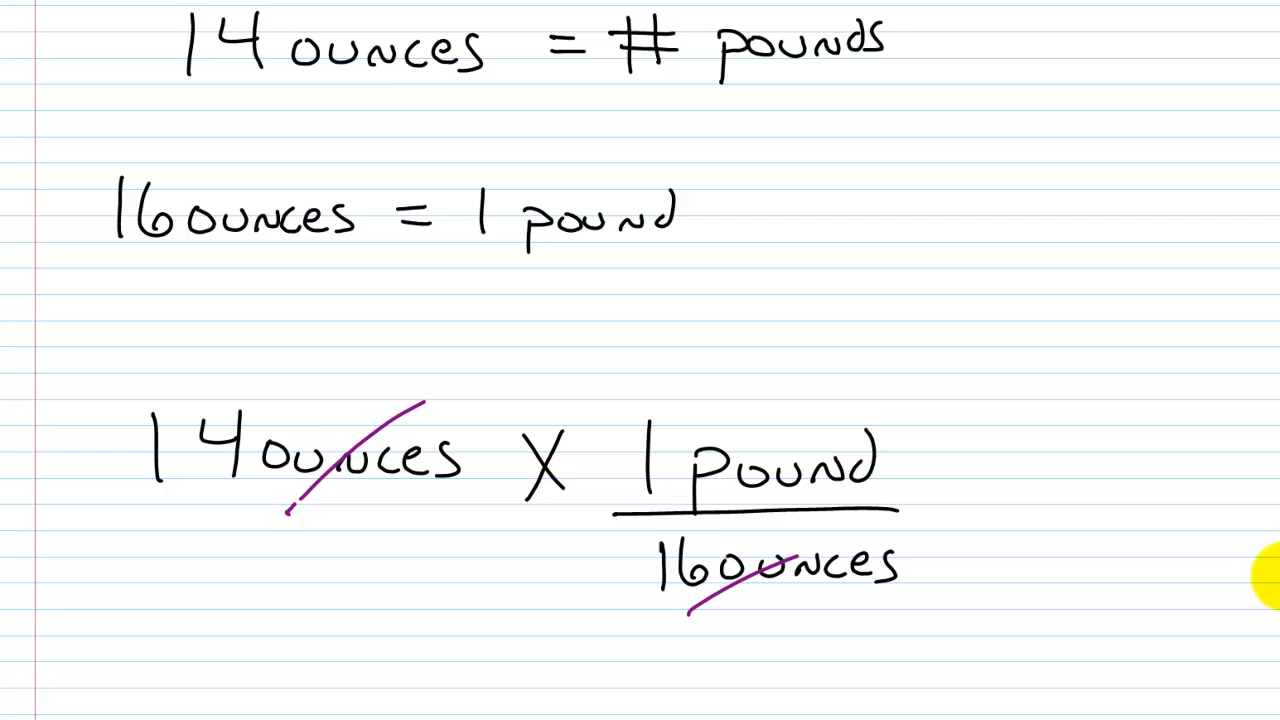 14 ounces = # pounds
16 ounces = 1 pound
14 ounces X 1 pound
16 ounces